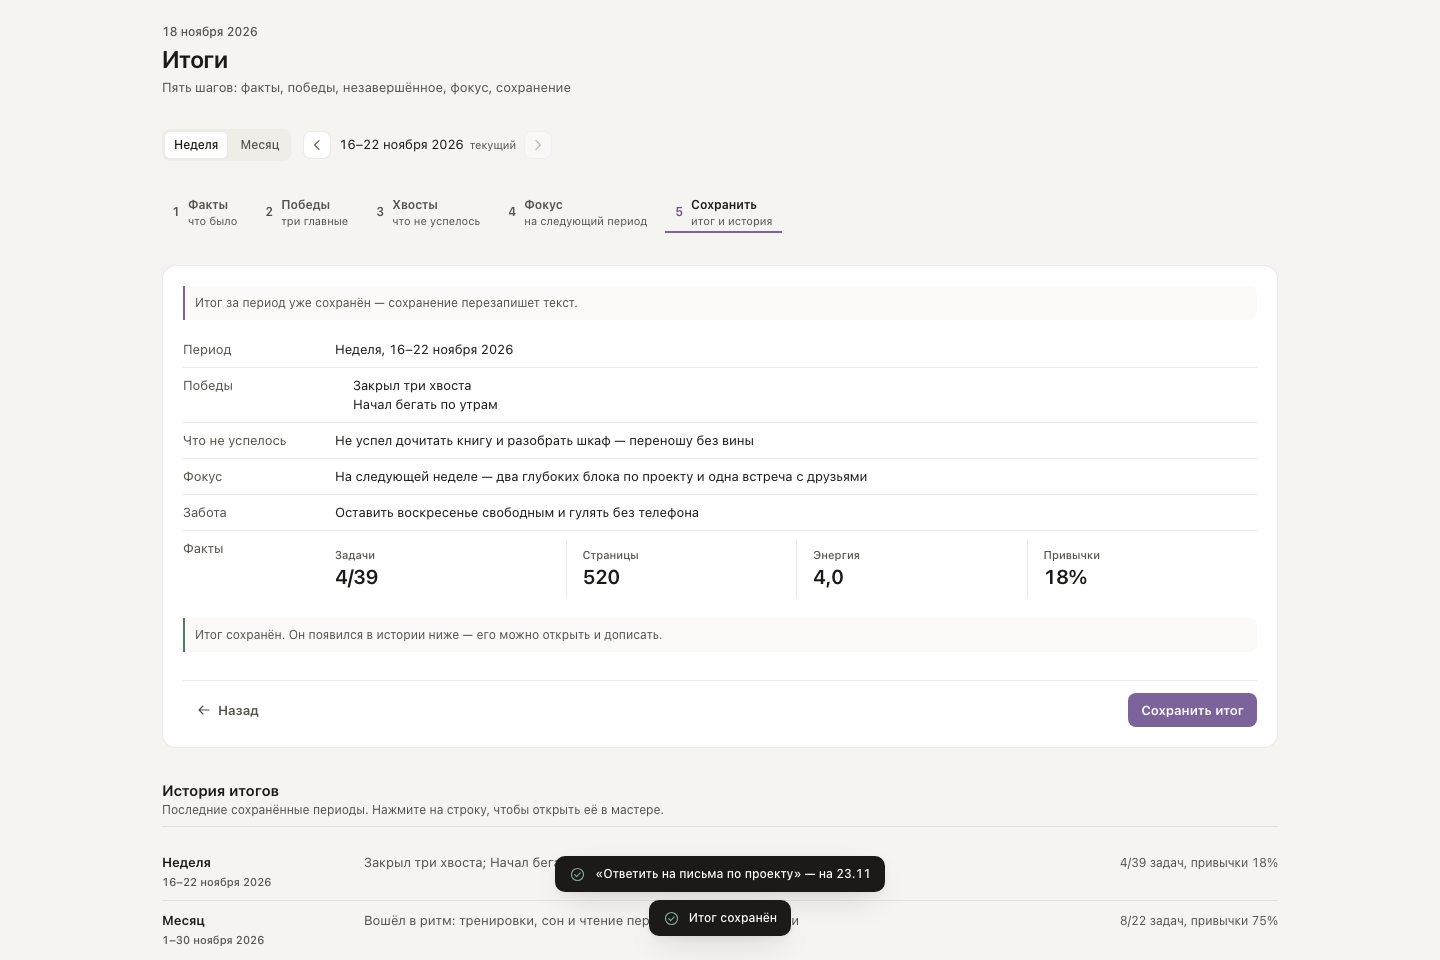 18 ноября 2026
Итоги
Пять шагов: факты, победы, незавершённое, фокус, сохранение
Неделя Месяц 16–22 ноября 2026 текущий
1 Факты
что было
2 Победы
три главные
3 Хвосты
что не успелось
4 Фокус
на следующий период
5 Сохранить
итог и история
Итог за период уже сохранён — сохранение перезапишет текст.
Период Неделя, 16–22 ноября 2026
Победы Закрыл три хвоста
Начал бегать по утрам
Что не успелось Не успел дочитать книгу и разобрать шкаф — переношу без вины
Фокус На следующей неделе — два глубоких блока по проекту и одна встреча с друзьями
Забота Оставить воскресенье свободным и гулять без телефона
Факты
Задачи
4/39
Страницы
520
Энергия
4,0
Привычки
18%
Итог сохранён. Он появился в истории ниже — его можно открыть и дописать.
← Назад Сохранить итог
История итогов
Последние сохранённые периоды. Нажмите на строку, чтобы открыть её в мастере.
Неделя Закрыл три хвоста; Начал 4/39 задач, привычки 18%
16–22 ноября 2026
«Ответить на письма по проекту» — на 23.11
Месяц Вошёл в ритм: тренировки, сон и чтение 8/22 задач, привычки 75%
1–30 ноября 2026
Итог сохранён